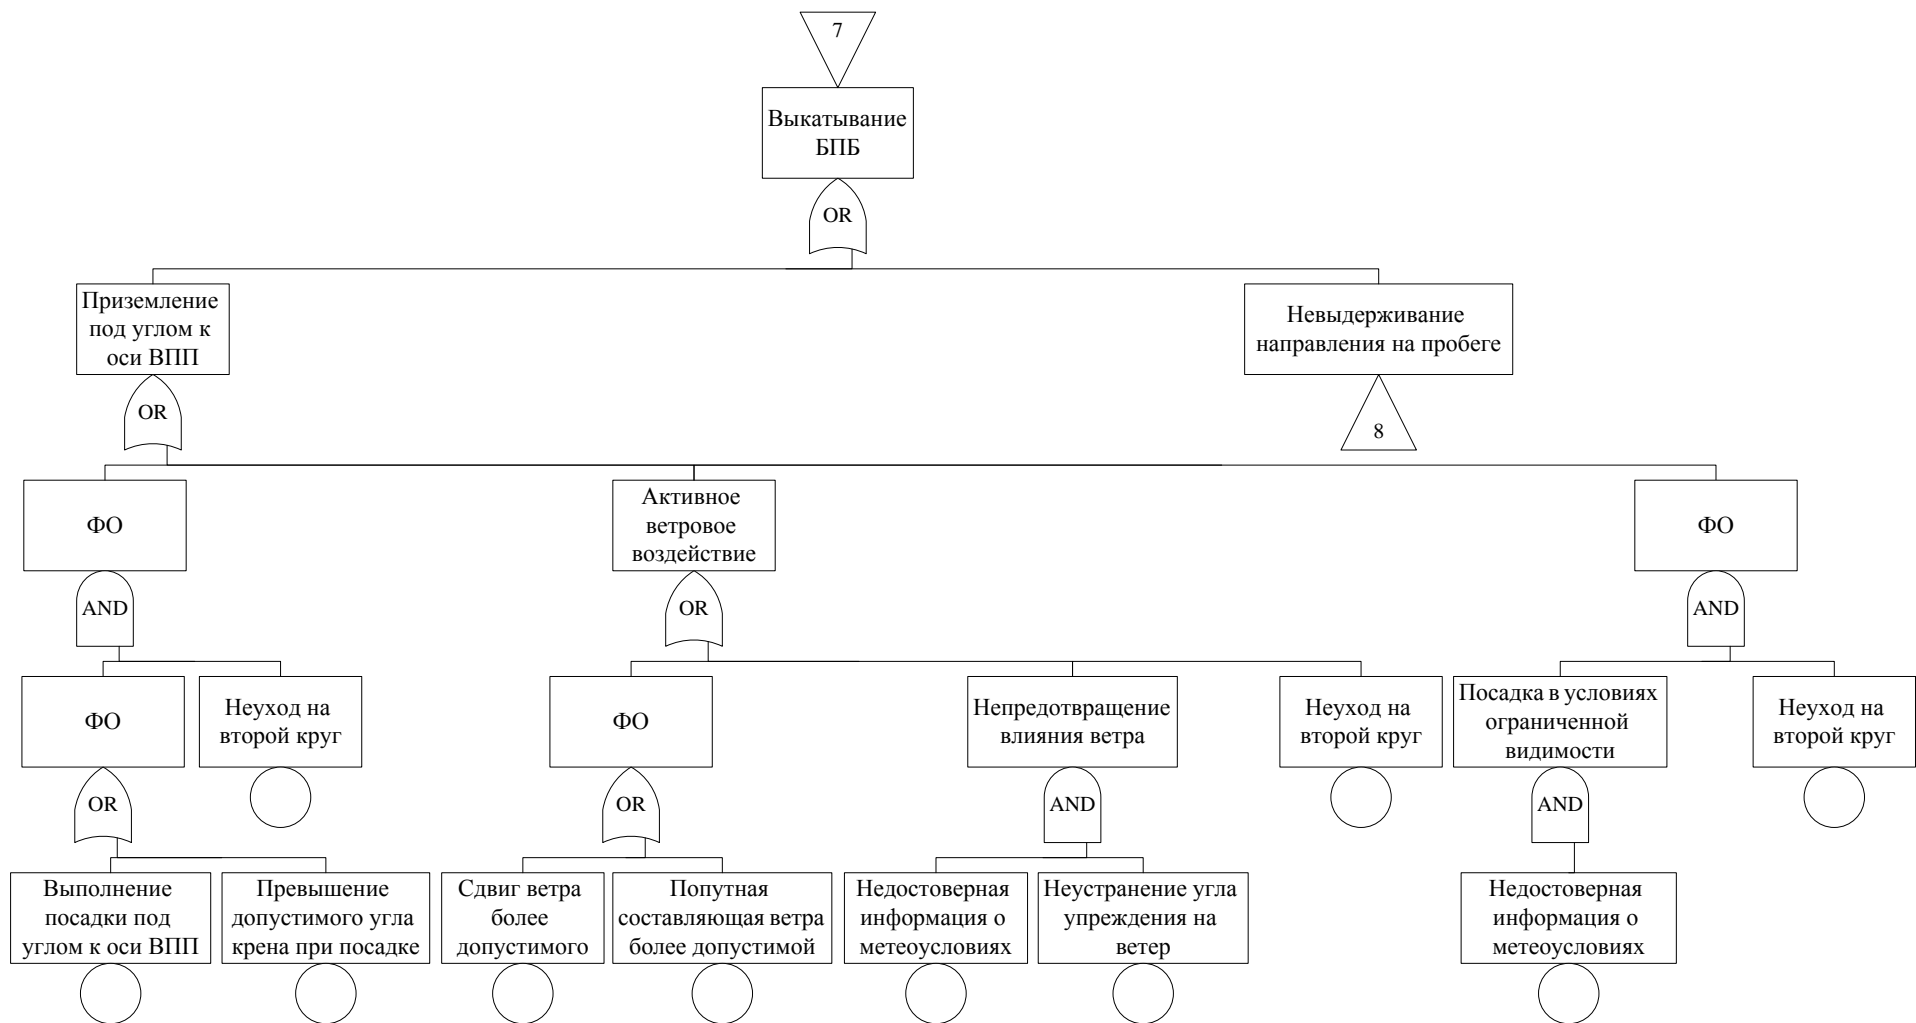 7
Выкатывание
БПБ
OR
Приземление
под углом к
оси ВПП
OR
Невыдерживание
направления на пробеге
8
ФО
AND
Активное
ветровое
воздействие
OR
ФО
AND
ФО
OR
Неуход на
второй круг
ФО
OR
Непредотвращение
влияния ветра
AND
Неуход на
второй круг
Посадка в условиях
ограниченной
видимости
AND
Неуход на
второй круг
Выполнение
посадки под
углом к оси ВПП
Превышение
допустимого угла
крена при посадке
Сдвиг ветра
более
допустимого
Попутная
составляющая ветра
более допустимой
Недостоверная
информация о
метеоусловиях
Неустранение угла
упреждения на
ветер
Недостоверная
информация о
метеоусловиях